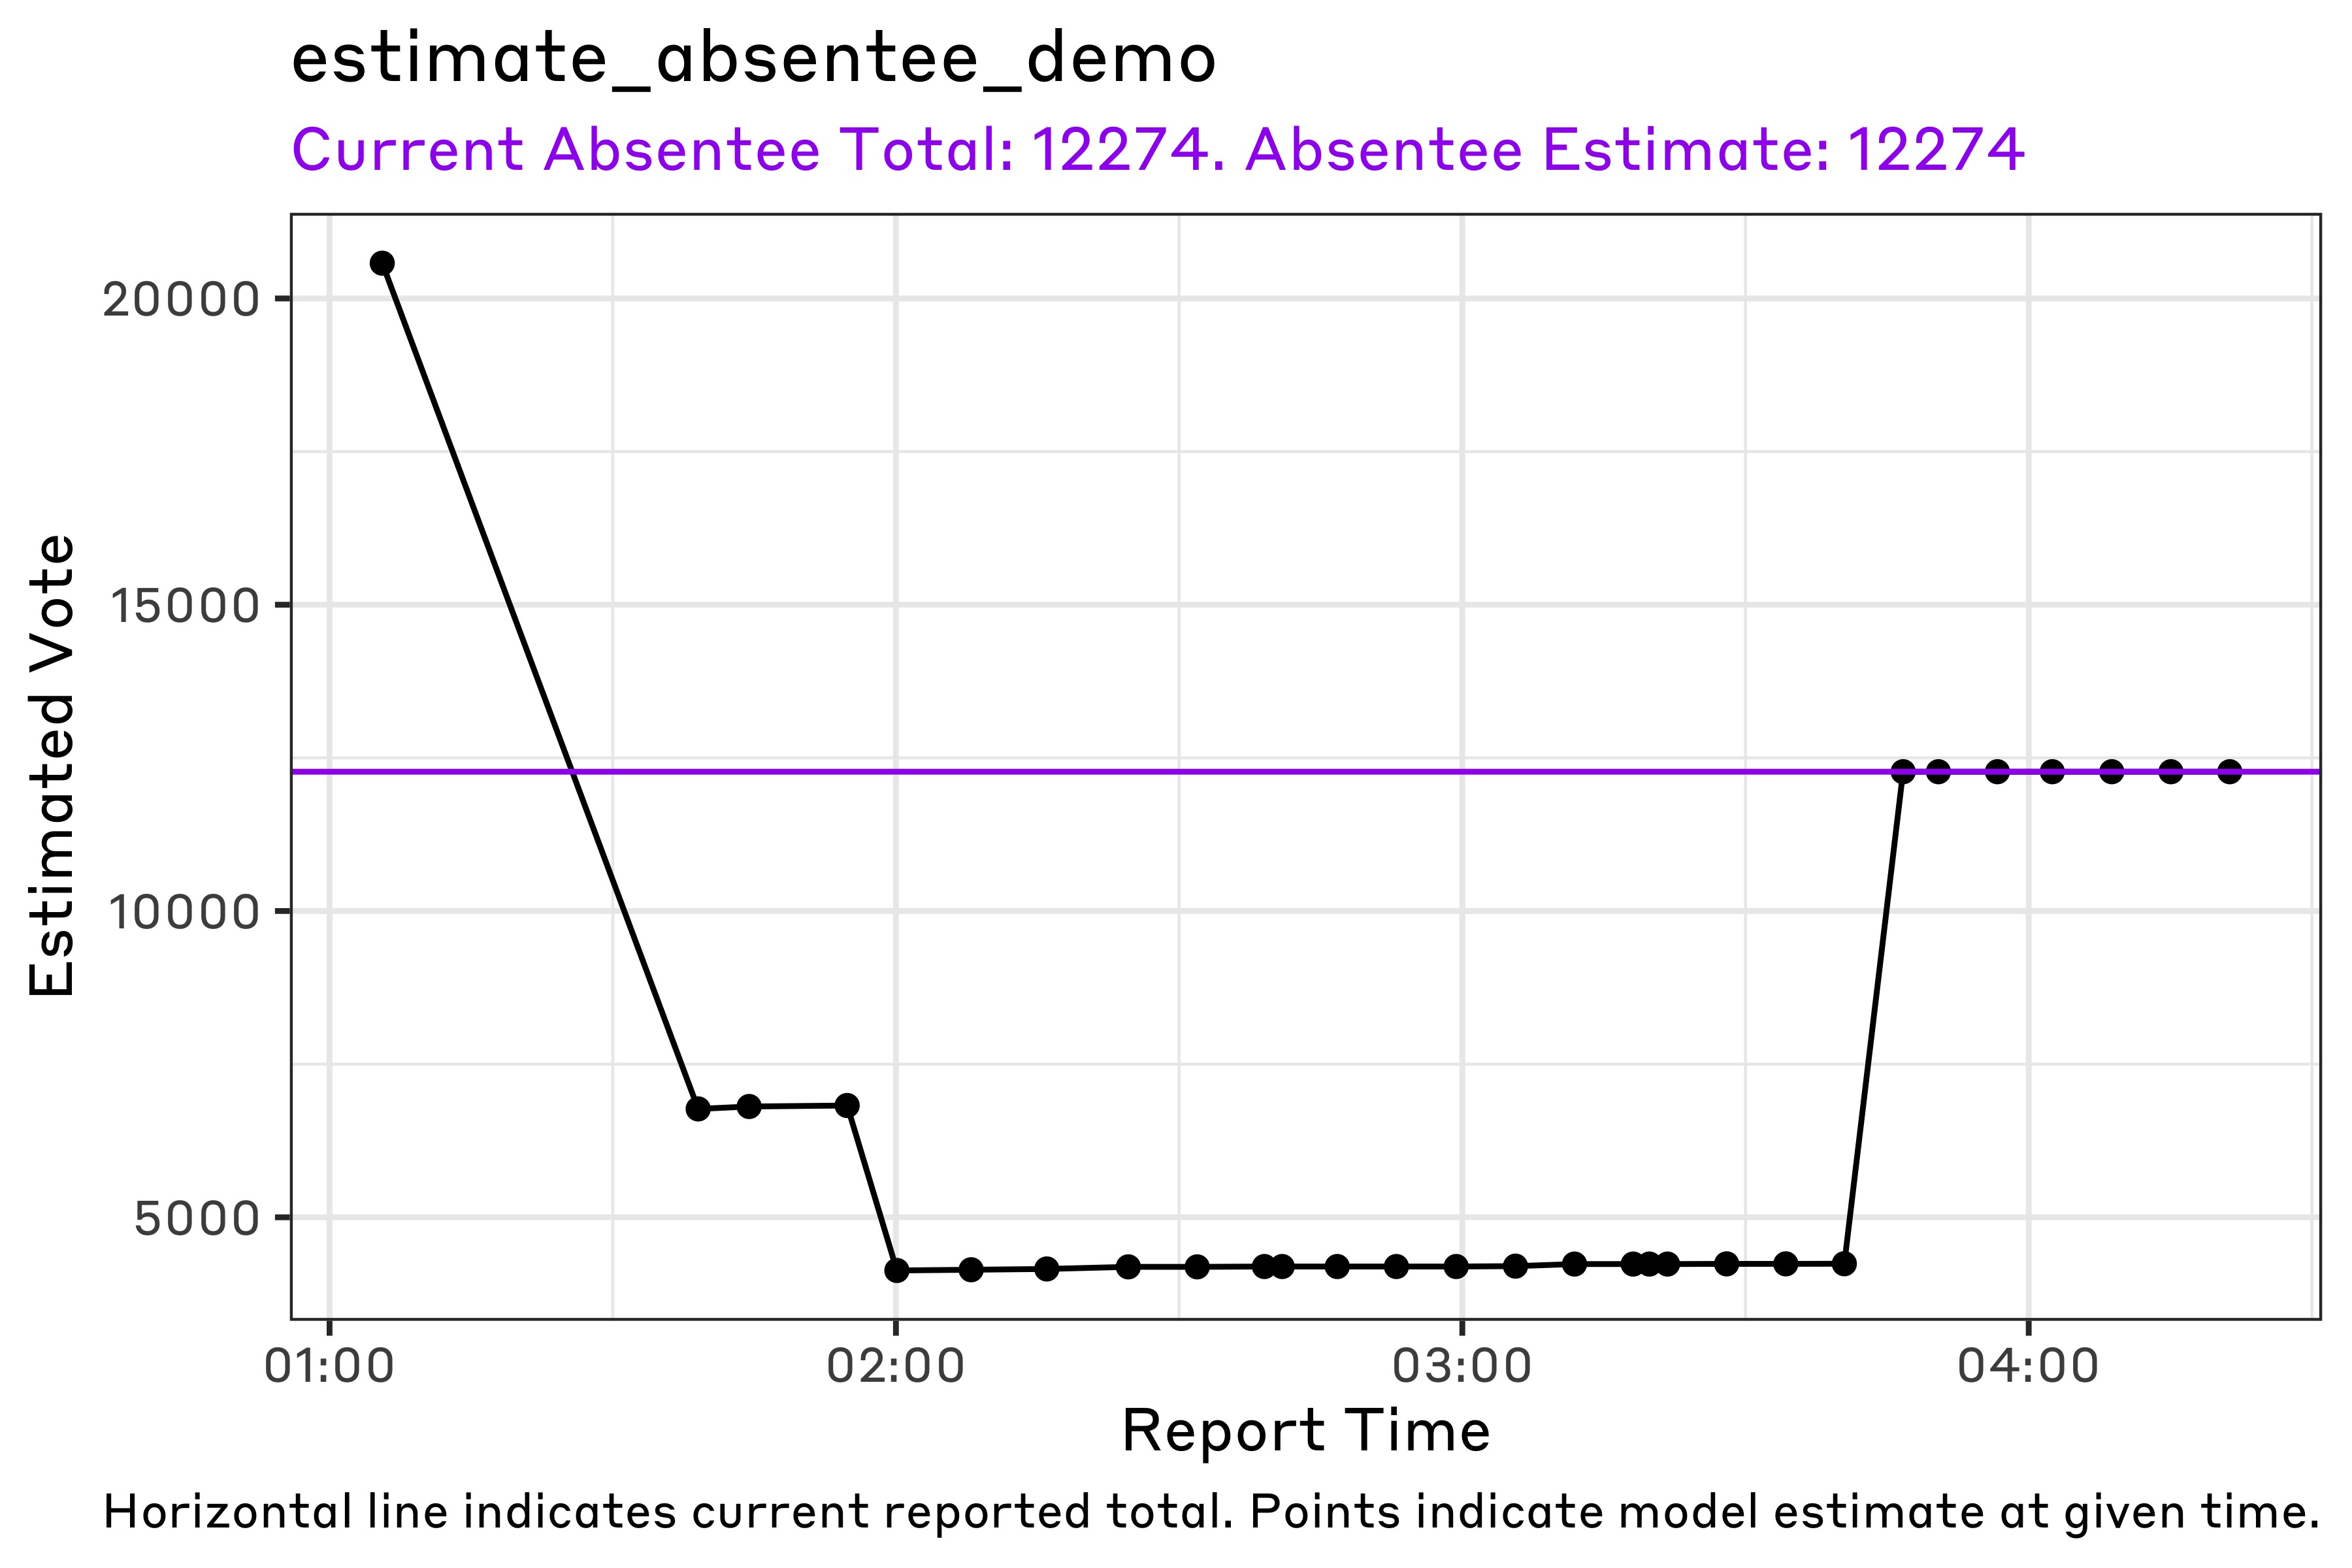 estimate_absentee_demo
Current Absentee Total: 12274. Absentee Estimate: 12274
Estimated Vote
20000
15000
10000
5000
01:00 02:00 03:00 04:00
Report Time
Horizontal line indicates current reported total. Points indicate model estimate at given time.